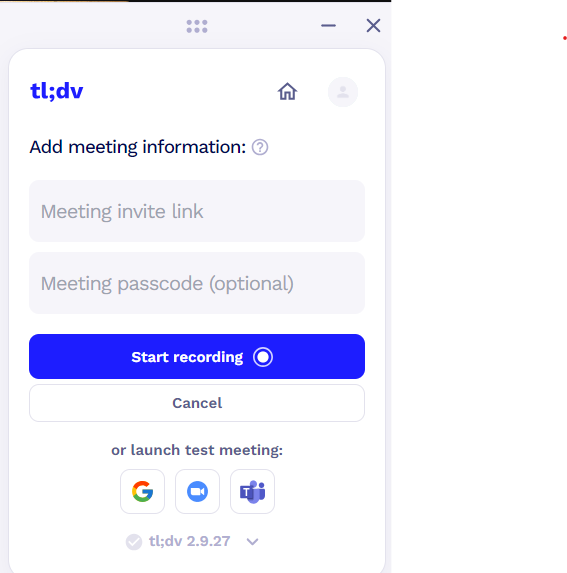 tl;dv
Add meeting information:
Meeting invite link
Meeting passcode (optional)
Start recording
Cancel
or launch test meeting:
tl;dv 2.9.27